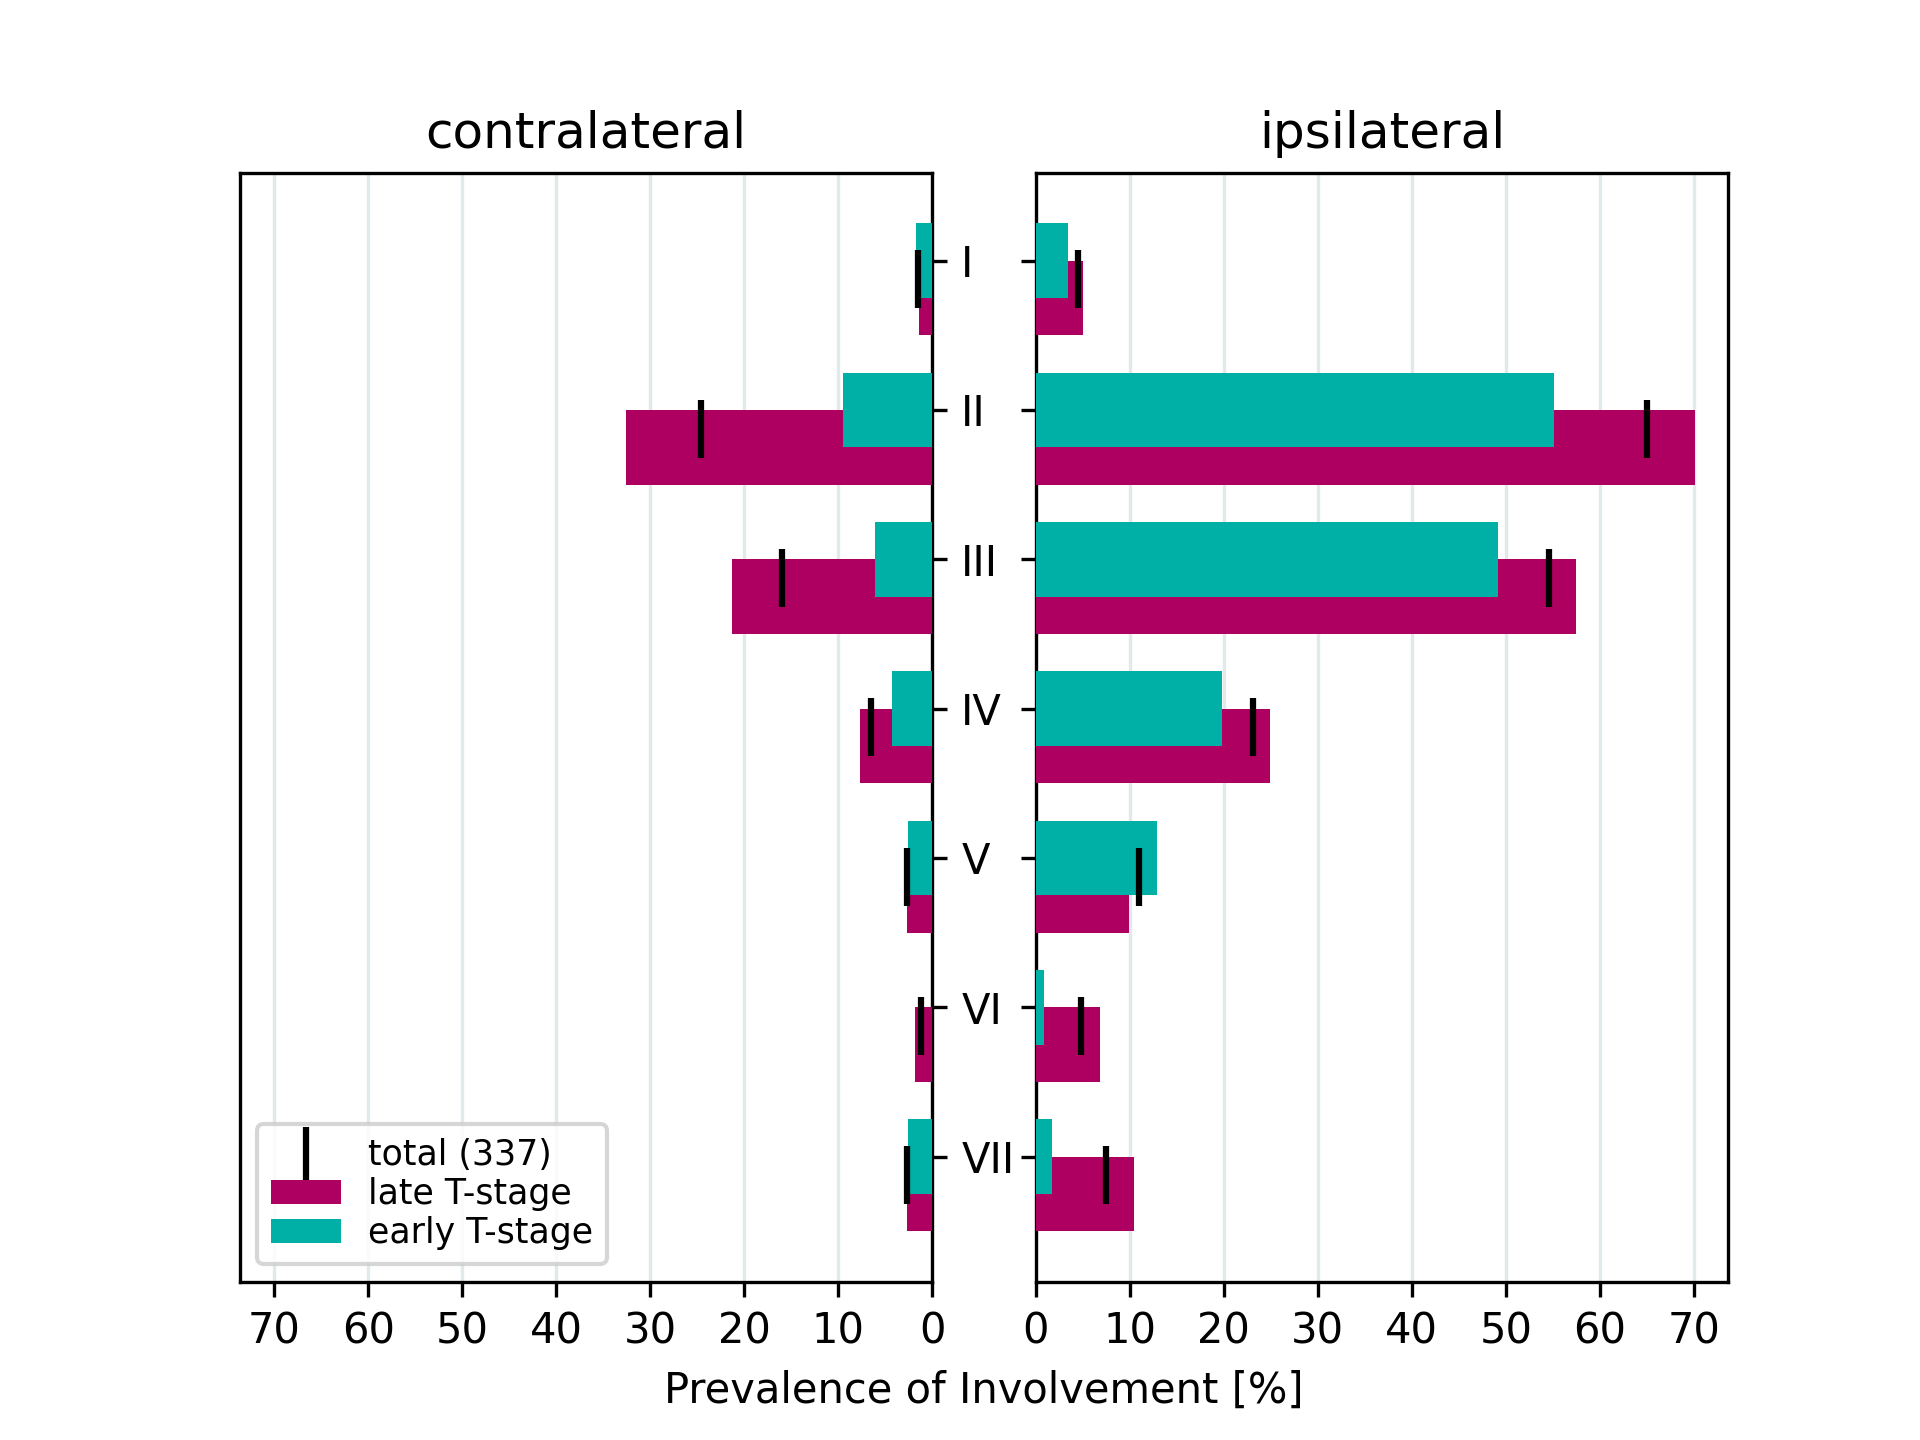 contralateral
ipsilateral
I
II
III
IV
V
VI
VII
total (337)
late T-stage
early T-stage
70 60 50 40 30 20 10 0
0 10 20 30 40 50 60 70
Prevalence of Involvement [%]